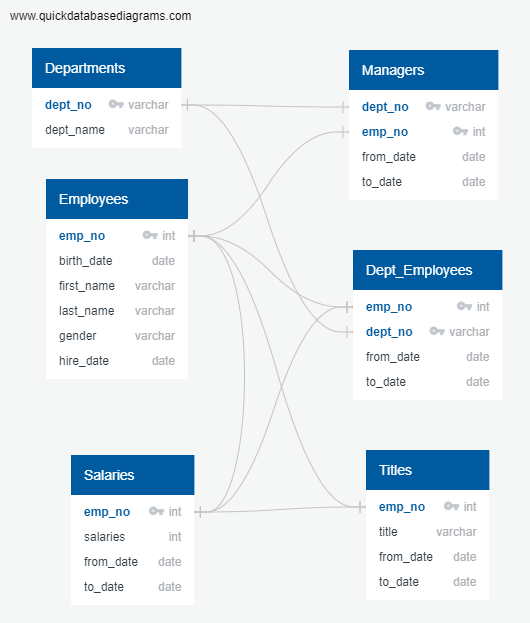 www.quickdatabasediagrams.com
Departments
dept_no varchar
dept_name varchar
Managers
dept_no varchar
emp_no int
from_date date
to_date date
Employees
emp_no int
birth_date date
first_name varchar
last_name varchar
gender varchar
hire_date date
Dept_Employees
emp_no int
dept_no varchar
from_date date
to_date date
Salaries
emp_no int
salaries int
from_date date
to_date date
Titles
emp_no int
title varchar
from_date date
to_date date